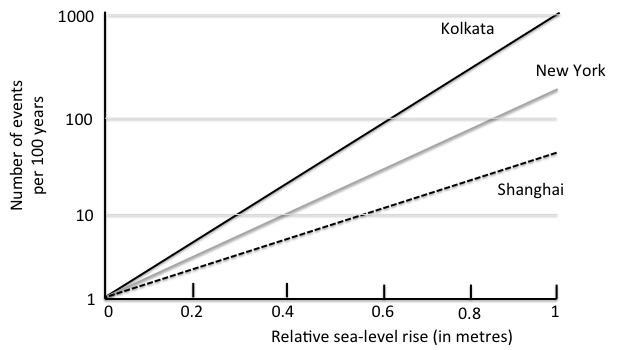 1000
Kolkata
New York
Number of events
per 100 years
100
Shanghai
10
1
0 0.2 0.4 0.6 0.8 1
Relative sea-level rise (in metres)